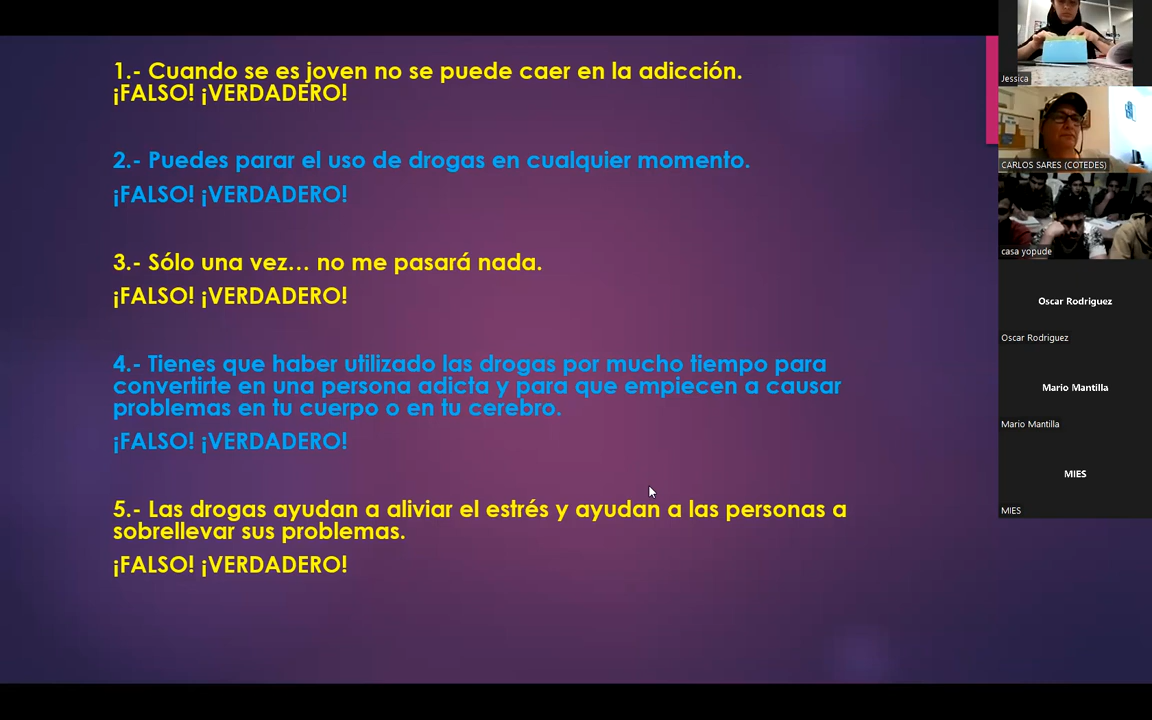 1.- Cuando se es joven no se puede caer en la adicción.
¡FALSO! ¡VERDADERO!
2.- Puedes parar el uso de drogas en cualquier momento.
¡FALSO! ¡VERDADERO!
3.- Sólo una vez... no me pasará nada.
¡FALSO! ¡VERDADERO!
4.- Tienes que haber utilizado las drogas por mucho tiempo para
convertirte en una persona adicta y para que empiecen a causar
problemas en tu cuerpo o en tu cerebro.
¡FALSO! ¡VERDADERO!
5.- Las drogas ayudan a aliviar el estrés y ayudan a las personas a
sobrellevar sus problemas.
¡FALSO! ¡VERDADERO!
Jessica
CARLOS SARES (COTEDES)
casa yopude
Oscar Rodriguez
Oscar Rodriguez
Mario Mantilla
Mario Mantilla
MIES
MIES